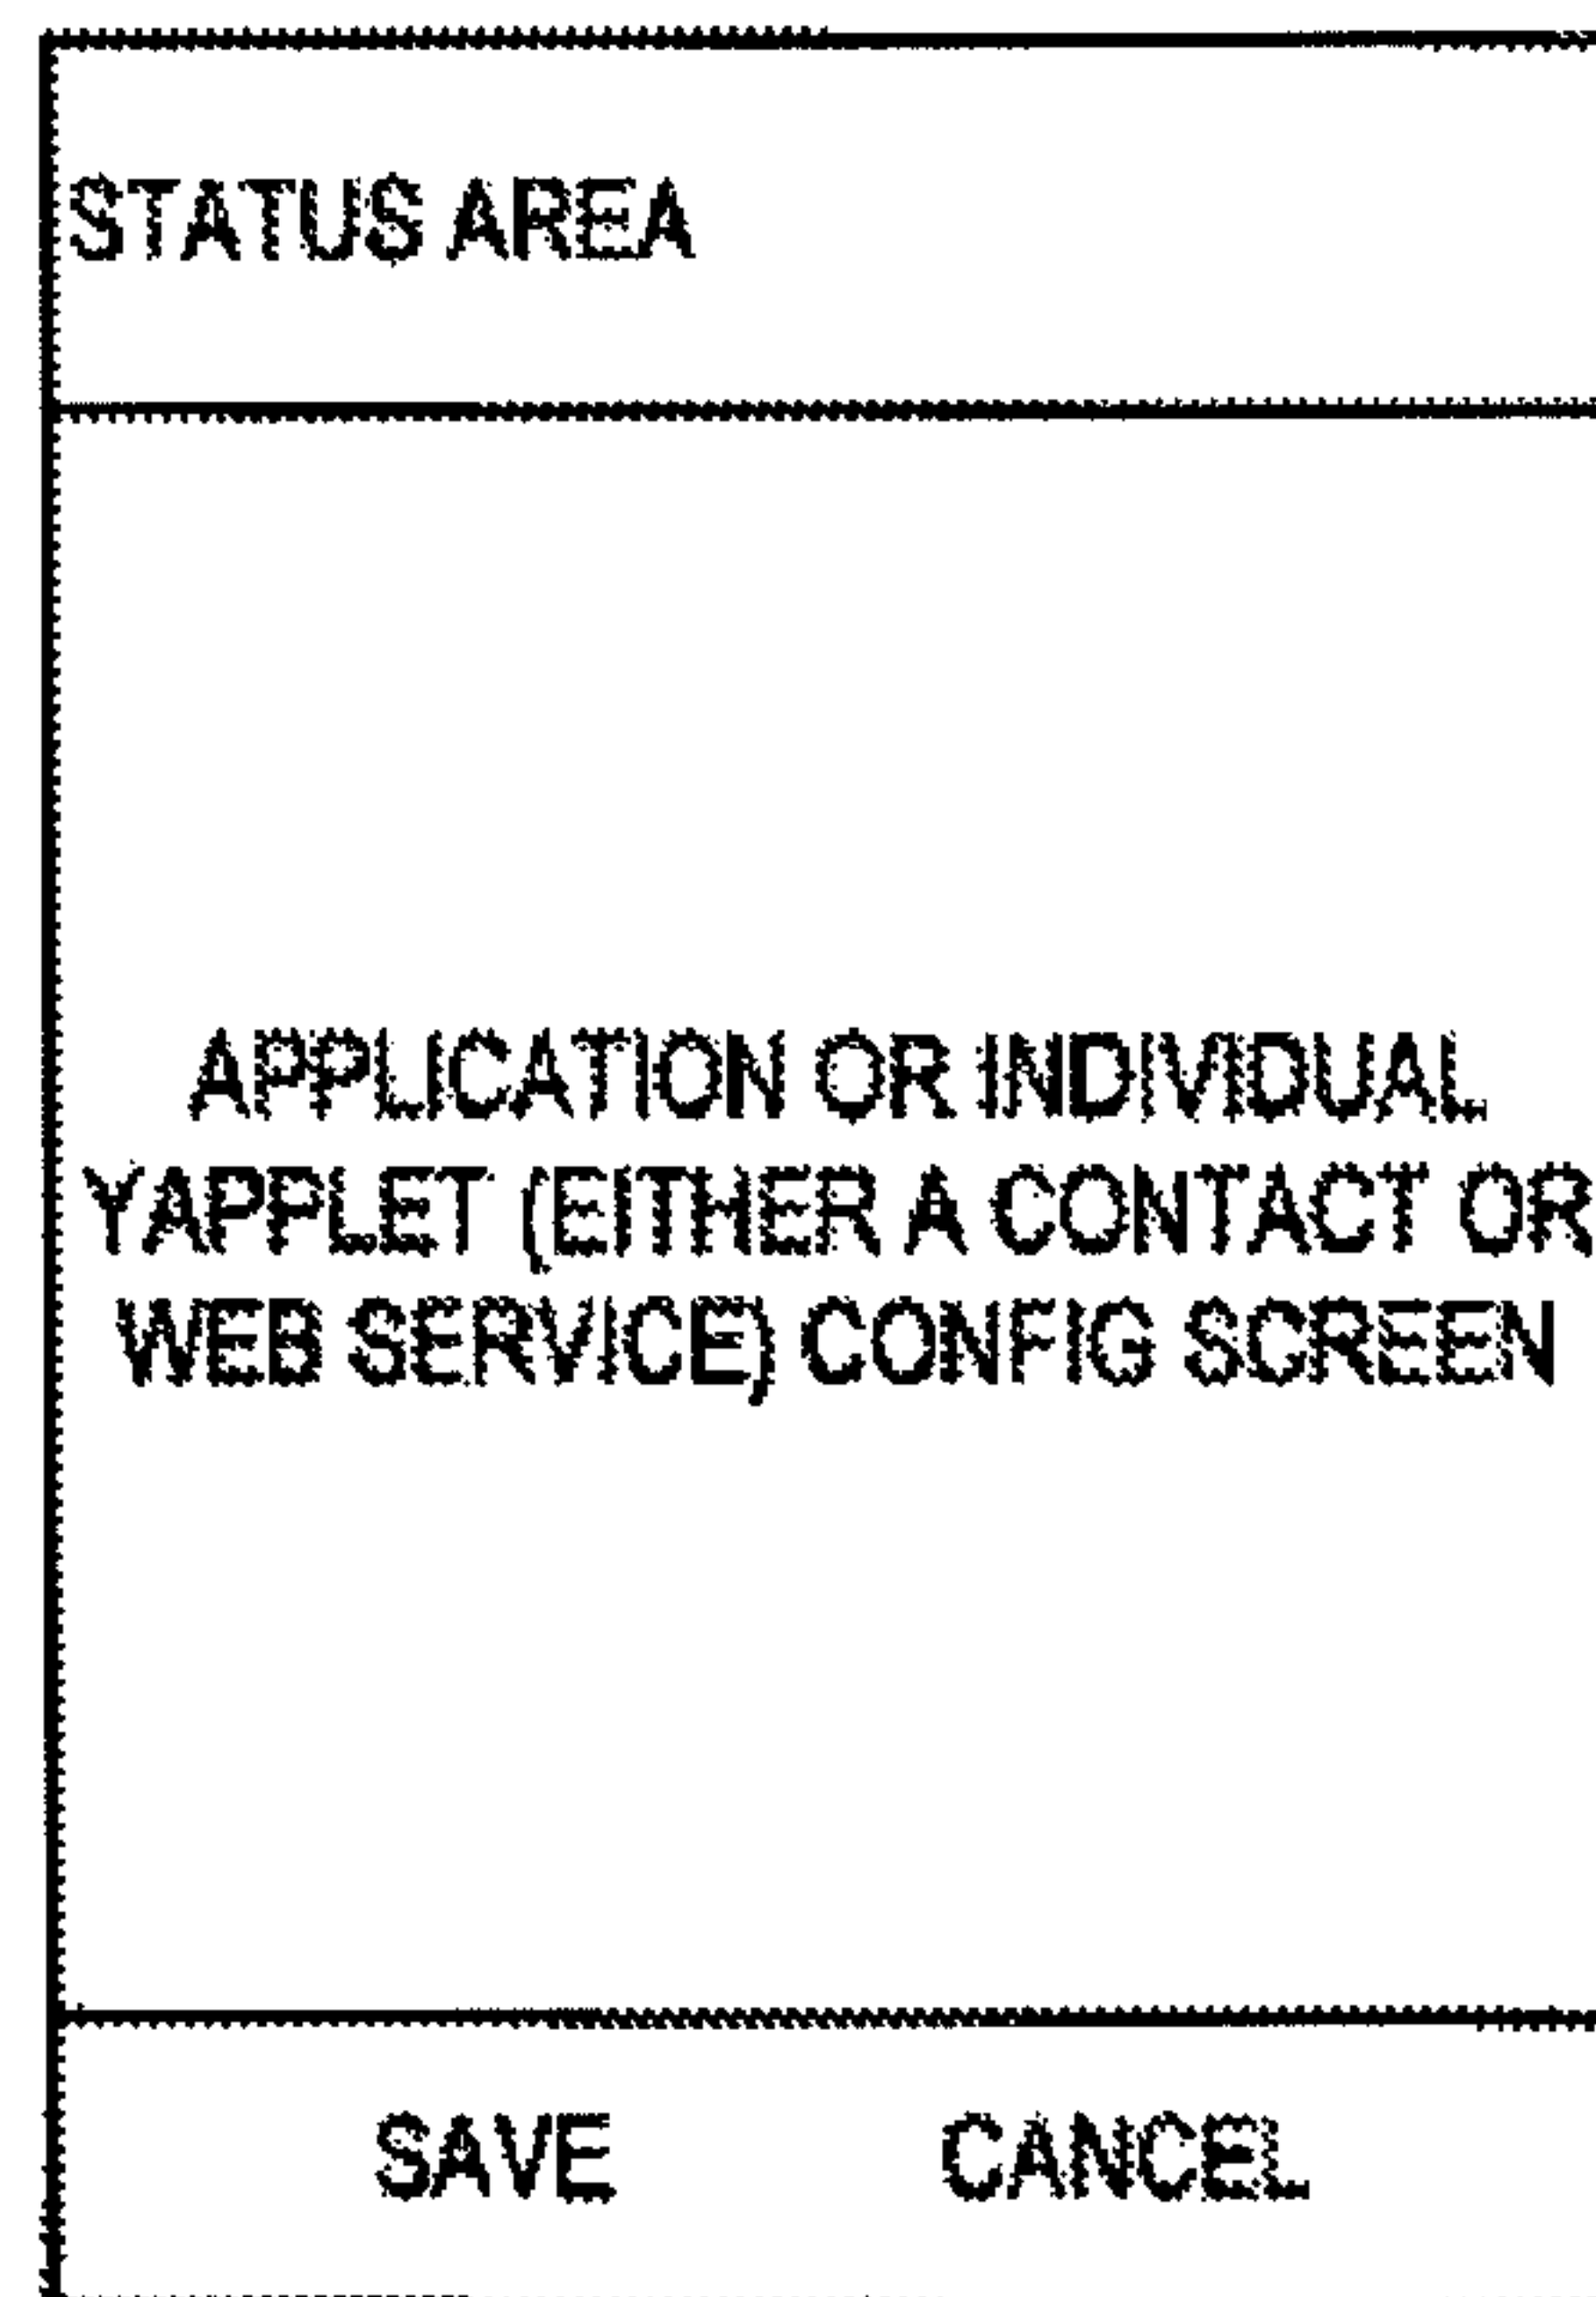 STATUS AREA
APPLICATION OR INDIVIDUAL
YAPPLET (EITHER A CONTACT OR
WEB SERVICE) CONFIG SCREEN
SAVE CANCEL